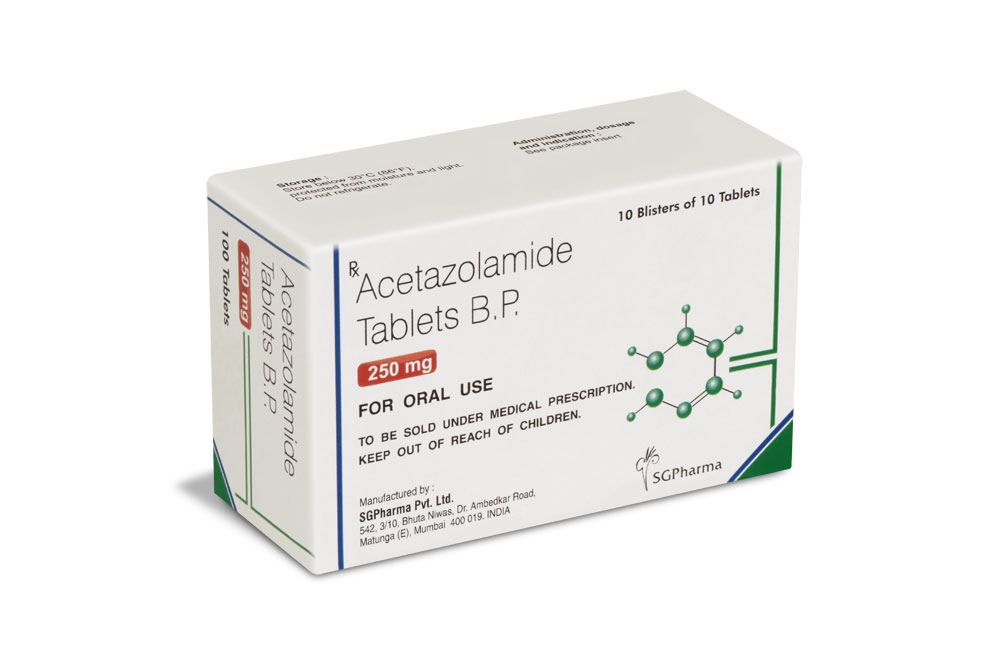 Storage :
Store below 30°C (86°F),
protected from moisture and light.
Do not refrigerate.
Administration, dosage
and indication :
See package insert
10 Blisters of 10 Tablets
℞
Acetazolamide
Tablets B.P.
250 mg
FOR ORAL USE
TO BE SOLD UNDER MEDICAL PRESCRIPTION.
KEEP OUT OF REACH OF CHILDREN.
Manufactured by :
SGPharma Pvt. Ltd.
542, 3/10, Bhuta Niwas, Dr. Ambedkar Road,
Matunga (E), Mumbai 400 019. INDIA
SGPharma
Acetazolamide
Tablets B.P.
250 mg
100 Tablets